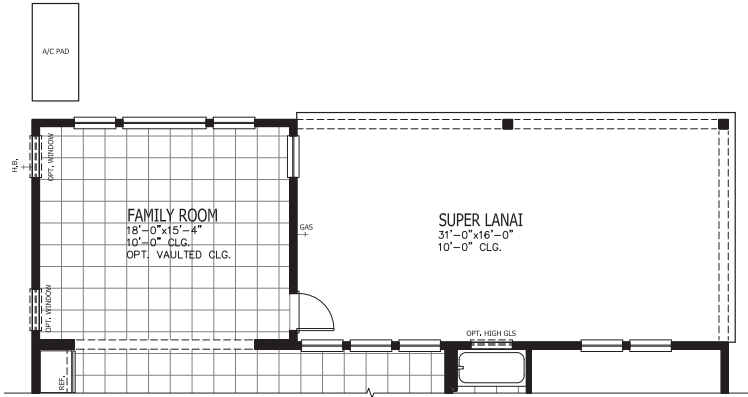 A/C PAD
H.B.
OPT. WINDOW
FAMILY ROOM
18'-0"x15'-4"
10'-0" CLG.
OPT. VAULTED CLG.
GAS
SUPER LANAI
31'-0"x16'-0"
10'-0" CLG.
OPT. WINDOW
OPT. HIGH GLS
REF.